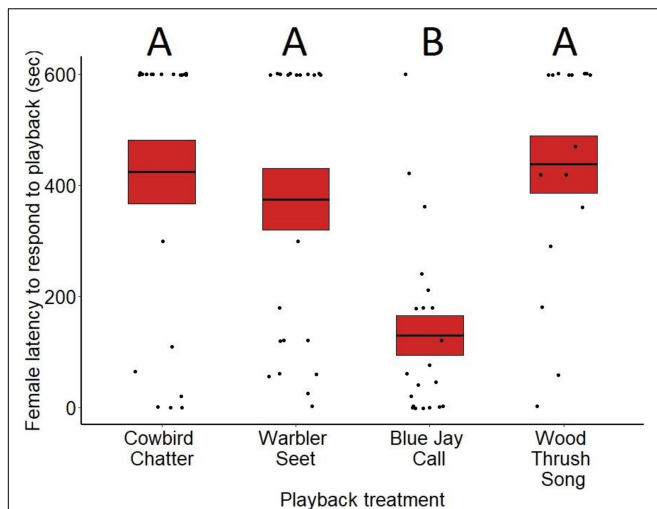 A A B A
Female latency to respond to playback (sec)
600
400
200
0
Cowbird Chatter
Warbler Seet
Blue Jay Call
Wood Thrush Song
Playback treatment